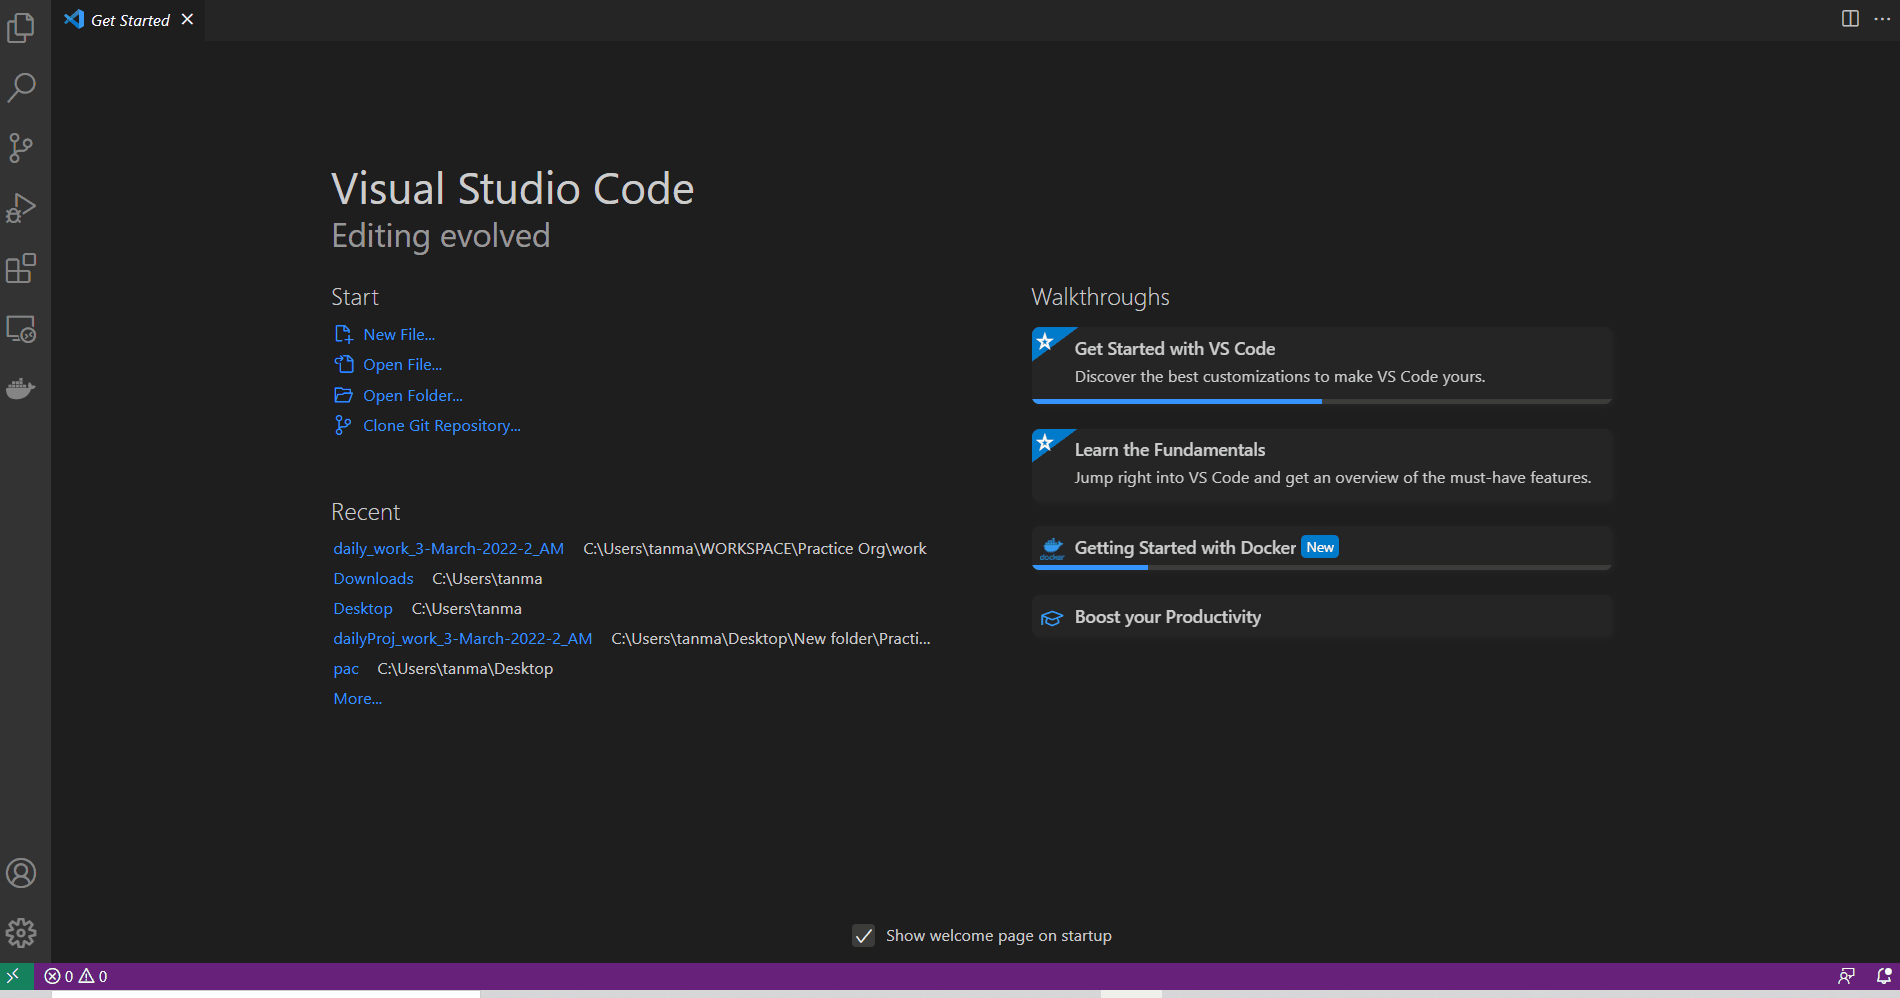 Get Started
Visual Studio Code
Editing evolved
Start
New File...
Open File...
Open Folder...
Clone Git Repository...
Recent
daily_work_3-March-2022-2_AM C:\Users\tanma\WORKSPACE\Practice Org\work
Downloads C:\Users\tanma
Desktop C:\Users\tanma
dailyProj_work_3-March-2022-2_AM C:\Users\tanma\Desktop\New folder\Practi...
pac C:\Users\tanma\Desktop
More...
Walkthroughs
Get Started with VS Code
Discover the best customizations to make VS Code yours.
Learn the Fundamentals
Jump right into VS Code and get an overview of the must-have features.
docker
Getting Started with Docker New
Boost your Productivity
Show welcome page on startup
0 0